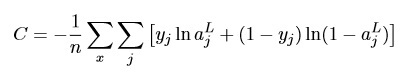 C = -\frac{1}{n} \sum_{x} \sum_{j} \left[ y_j \ln a_j^L + (1 - y_j) \ln(1 - a_j^L) \right]